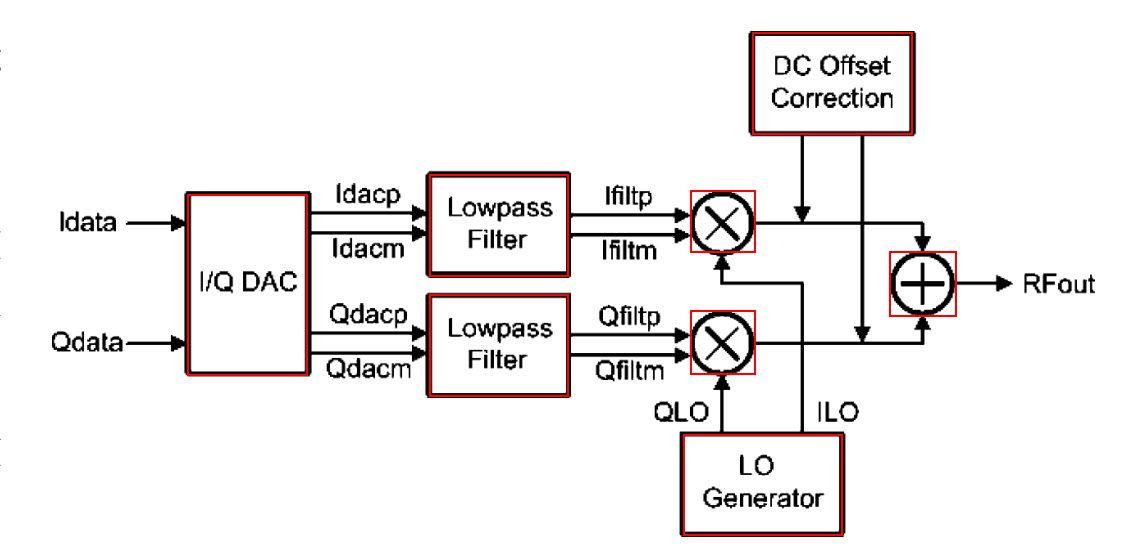 DC Offset
Correction
Idata
Idacp
Idacm
Lowpass
Filter
Ifiltp
Ifiltm
I/Q DAC
RFout
Qdata
Qdacp
Qdacm
Lowpass
Filter
Qfiltp
Qfiltm
QLO
ILO
LO
Generator